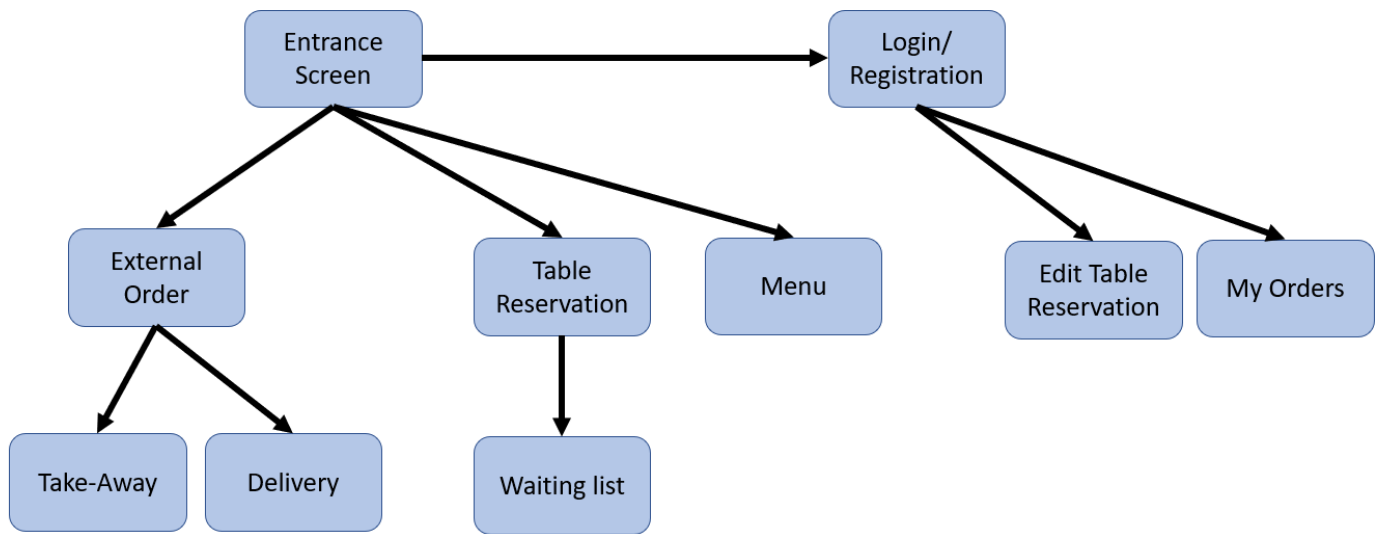 Entrance
Screen
Login/
Registration
External
Order
Table
Reservation
Menu
Edit Table
Reservation
My Orders
Take-Away
Delivery
Waiting list